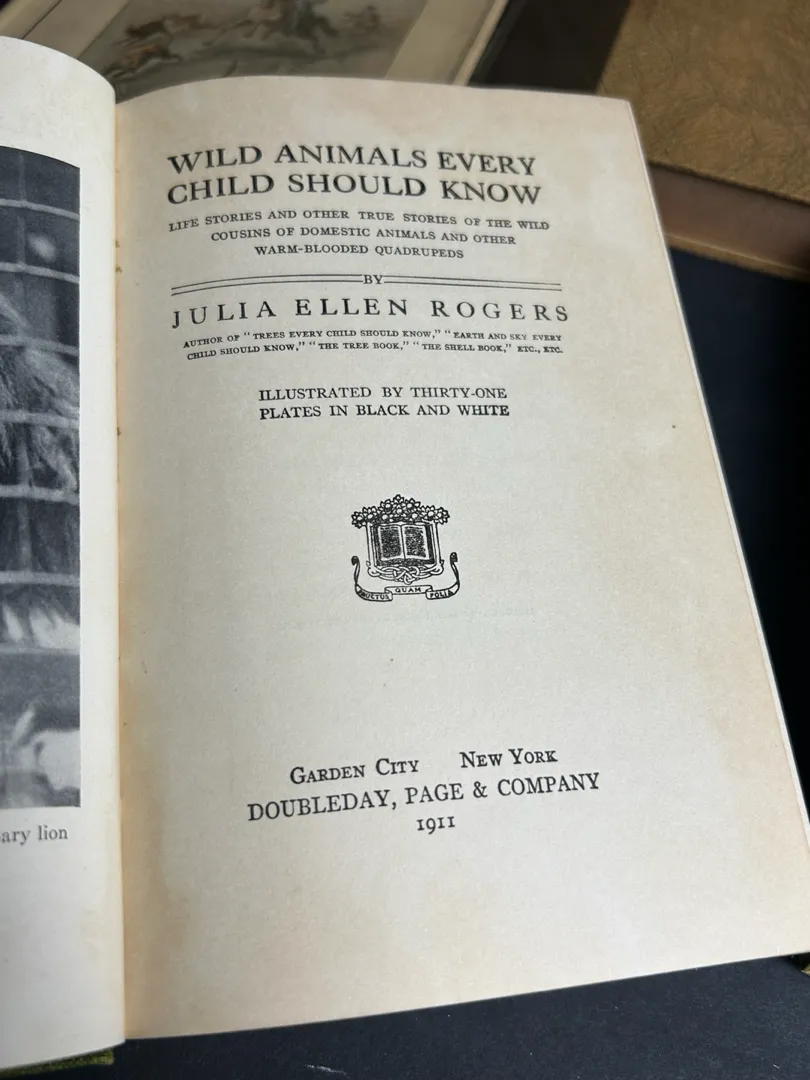 WILD ANIMALS EVERY
CHILD SHOULD KNOW
LIFE STORIES AND OTHER TRUE STORIES OF THE WILD
COUSINS OF DOMESTIC ANIMALS AND OTHER
WARM-BLOODED QUADRUPEDS
BY
JULIA ELLEN ROGERS
AUTHOR OF "TREES EVERY CHILD SHOULD KNOW," "EARTH AND SKY EVERY
CHILD SHOULD KNOW," "THE TREE BOOK," "THE SHELL BOOK," ETC., ETC.
ILLUSTRATED BY THIRTY-ONE
PLATES IN BLACK AND WHITE
FRUCTUS QUAM FOLIA
GARDEN CITY NEW YORK
DOUBLEDAY, PAGE & COMPANY
1911
lion